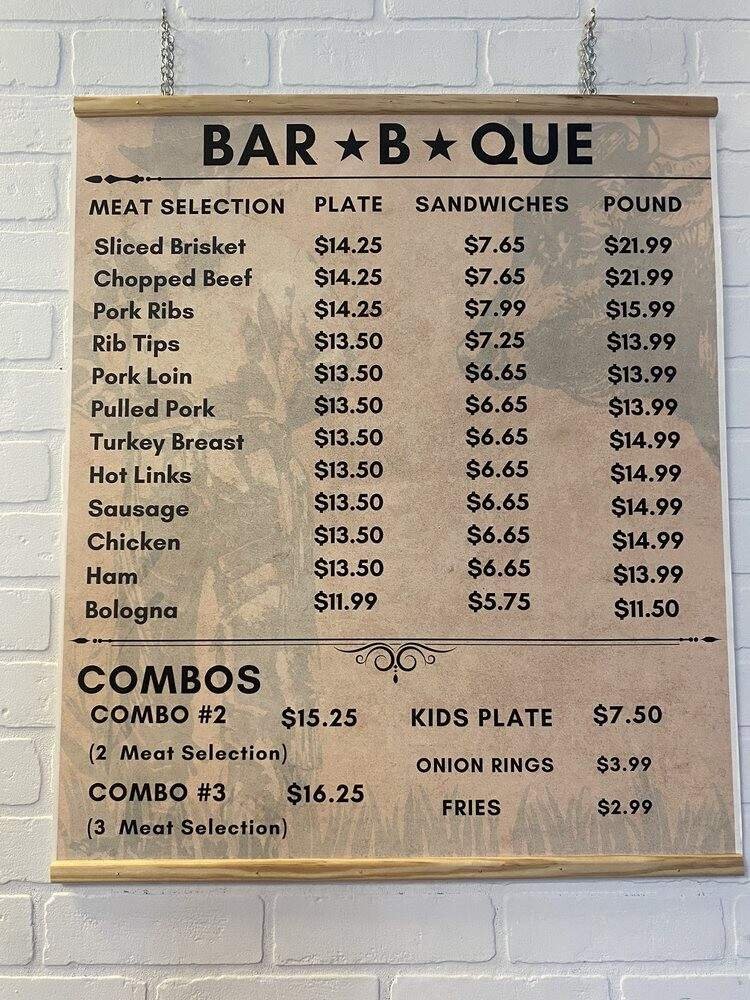 BAR ★ B ★ QUE
MEAT SELECTION PLATE SANDWICHES POUND
Sliced Brisket $14.25 $7.65 $21.99
Chopped Beef $14.25 $7.65 $21.99
Pork Ribs $14.25 $7.99 $15.99
Rib Tips $13.50 $7.25 $13.99
Pork Loin $13.50 $6.65 $13.99
Pulled Pork $13.50 $6.65 $13.99
Turkey Breast $13.50 $6.65 $14.99
Hot Links $13.50 $6.65 $14.99
Sausage $13.50 $6.65 $14.99
Chicken $13.50 $6.65 $14.99
Ham $13.50 $6.65 $13.99
Bologna $11.99 $5.75 $11.50
COMBOS
COMBO #2 $15.25 KIDS PLATE $7.50
(2 Meat Selection)
ONION RINGS $3.99
COMBO #3 $16.25
FRIES $2.99
(3 Meat Selection)